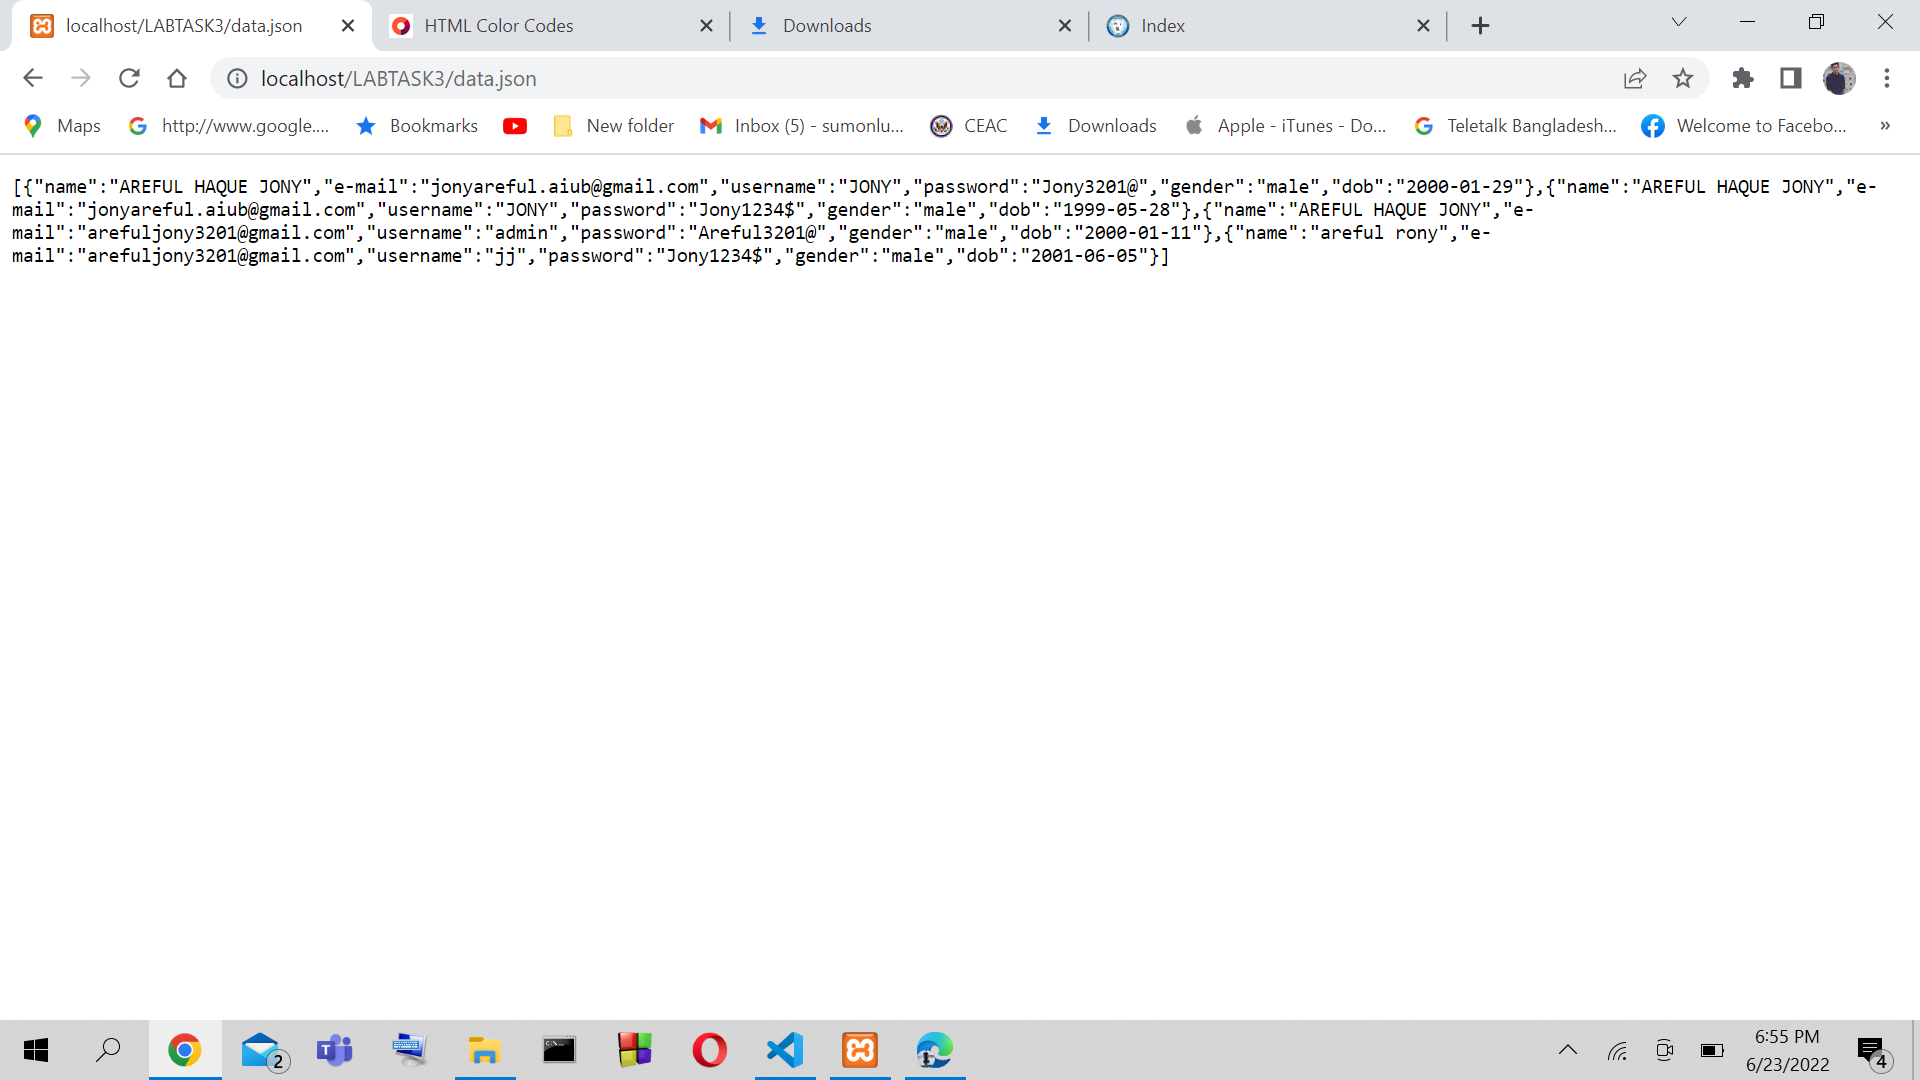 localhost/LABTASK3/data.json
HTML Color Codes
Downloads
Index
localhost/LABTASK3/data.json
Maps
http://www.google....
Bookmarks
New folder
Inbox (5) - sumonlu...
CEAC
Downloads
Apple - iTunes - Do...
Teletalk Bangladesh...
Welcome to Facebo...
»
[{"name":"AREFUL HAQUE JONY","e-mail":"jonyareful.aiub@gmail.com","username":"JONY","password":"Jony3201@","gender":"male","dob":"2000-01-29"},{"name":"AREFUL HAQUE JONY","e-
mail":"jonyareful.aiub@gmail.com","username":"JONY","password":"Jony1234$","gender":"male","dob":"1999-05-28"},{"name":"AREFUL HAQUE JONY","e-
mail":"arefuljony3201@gmail.com","username":"admin","password":"Areful3201@","gender":"male","dob":"2000-01-11"},{"name":"areful rony","e-
mail":"arefuljony3201@gmail.com","username":"jj","password":"Jony1234$","gender":"male","dob":"2001-06-05"}]
2
6:55 PM
6/23/2022
4